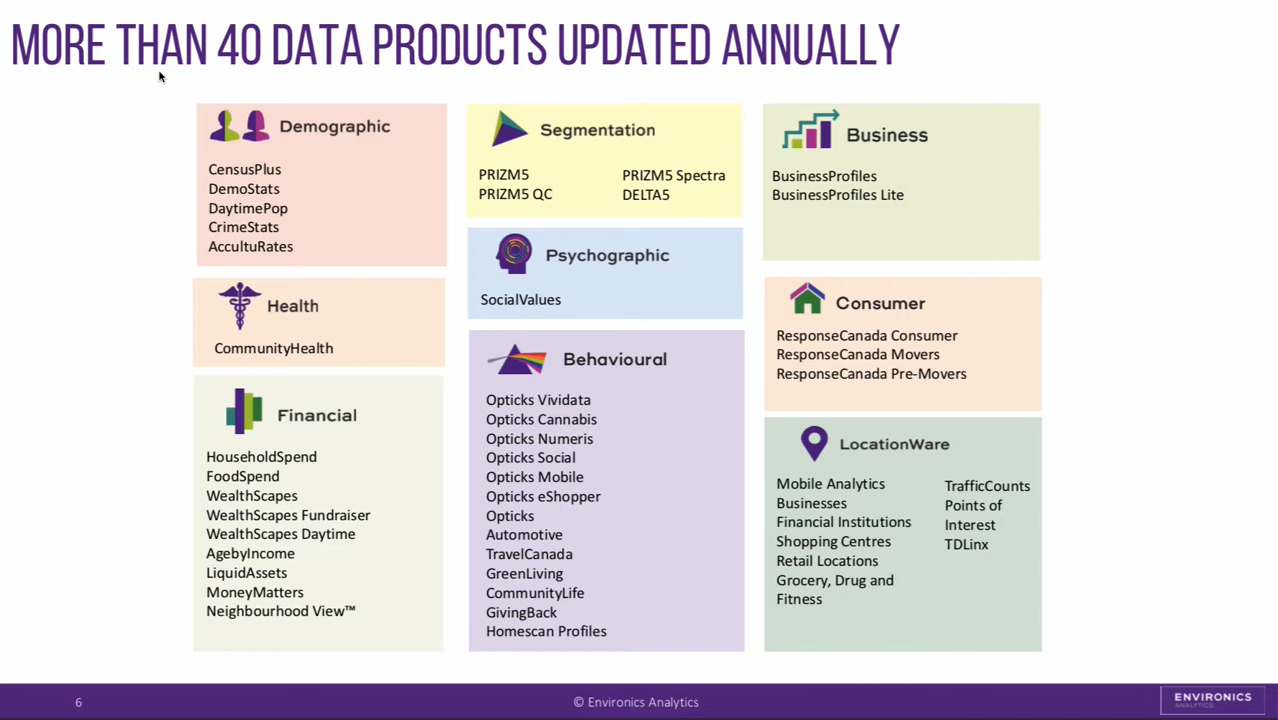 MORE THAN 40 DATA PRODUCTS UPDATED ANNUALLY
Demographic
CensusPlus
DemoStats
DaytimePop
CrimeStats
AccultuRates
Health
CommunityHealth
Financial
HouseholdSpend
FoodSpend
WealthScapes
WealthScapes Fundraiser
WealthScapes Daytime
AgebyIncome
LiquidAssets
MoneyMatters
Neighbourhood View™
Segmentation
PRIZM5
PRIZM5 QC
PRIZM5 Spectra
DELTA5
Psychographic
SocialValues
Behavioural
Opticks Vividata
Opticks Cannabis
Opticks Numeris
Opticks Social
Opticks Mobile
Opticks eShopper
Opticks
Automotive
TravelCanada
GreenLiving
CommunityLife
GivingBack
Homescan Profiles
Business
BusinessProfiles
BusinessProfiles Lite
Consumer
ResponseCanada Consumer
ResponseCanada Movers
ResponseCanada Pre-Movers
LocationWare
Mobile Analytics
Businesses
Financial Institutions
Shopping Centres
Retail Locations
Grocery, Drug and
Fitness
TrafficCounts
Points of
Interest
TDLinx
6
© Environics Analytics
ENVIRONICS
ANALYTICS